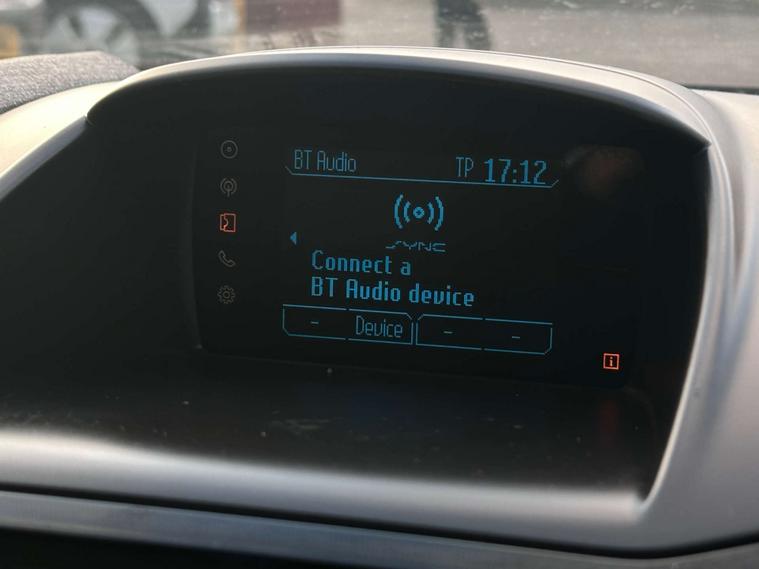 BT Audio TP 17:12
SYNC
Connect a
BT Audio device
- Device - -
i